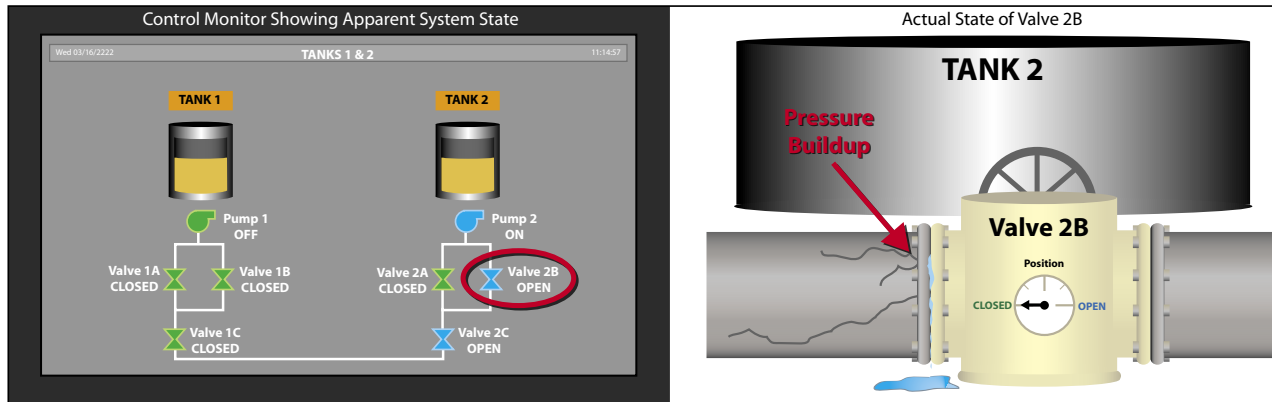 Control Monitor Showing Apparent System State
Wed 03/16/2222
TANKS 1 & 2
11:14:57
TANK 1
TANK 2
Pump 1
OFF
Pump 2
ON
Valve 1A
CLOSED
Valve 1B
CLOSED
Valve 2A
CLOSED
Valve 2B
OPEN
Valve 1C
CLOSED
Valve 2C
OPEN
Actual State of Valve 2B
TANK 2
Pressure
Buildup
Valve 2B
Position
CLOSED
OPEN